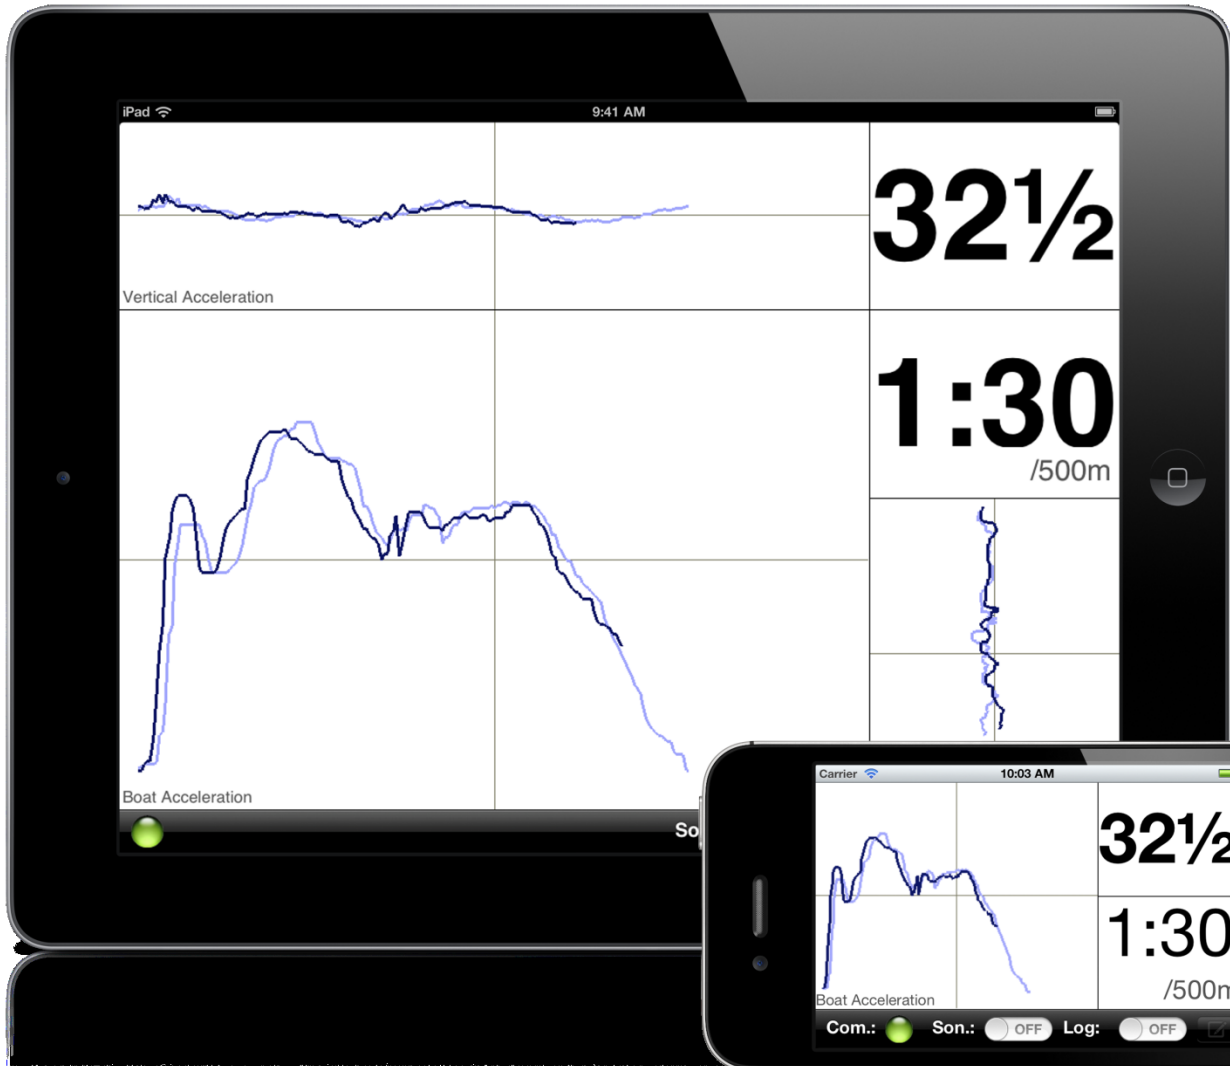 iPad 9:41 AM
32½
Vertical Acceleration
1:30
/500m
Boat Acceleration
So
Carrier 10:03 AM
32½
1:30
/500m
Boat Acceleration
Com.: Son.: OFF Log: OFF